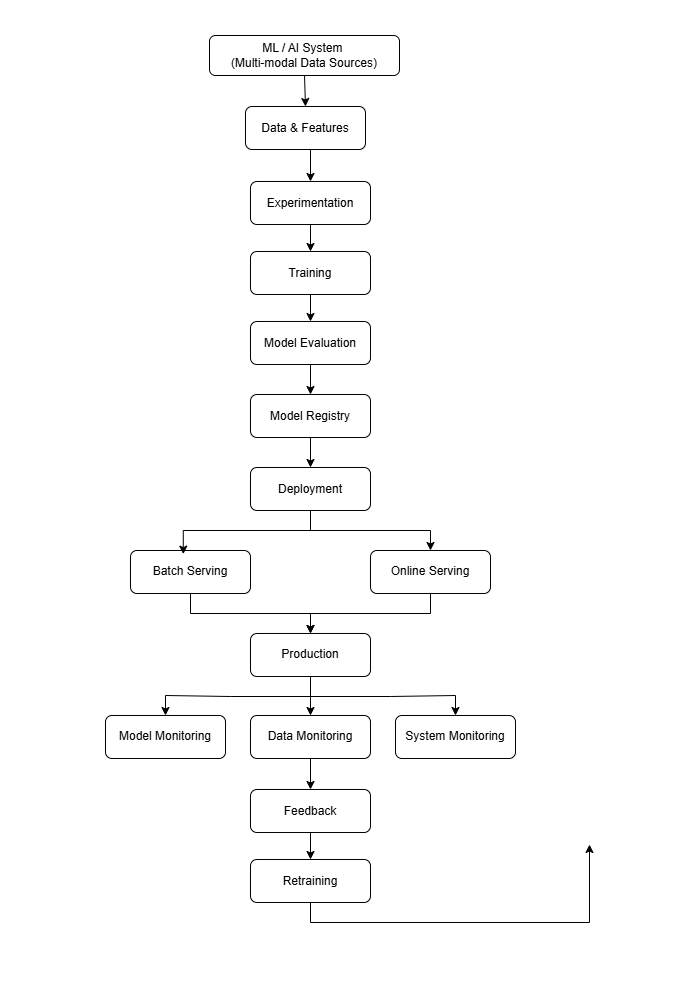 ML / AI System
(Multi-modal Data Sources)
Data & Features
Experimentation
Training
Model Evaluation
Model Registry
Deployment
Batch Serving
Online Serving
Production
Model Monitoring
Data Monitoring
System Monitoring
Feedback
Retraining